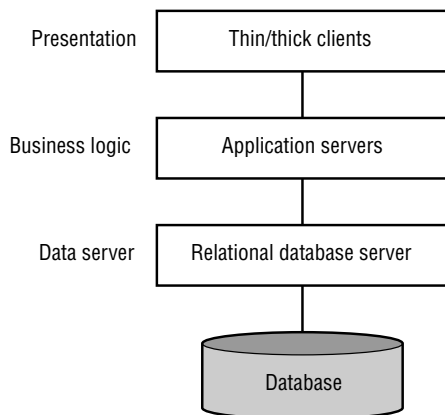 Presentation
Thin/thick clients
Business logic
Application servers
Data server
Relational database server
Database